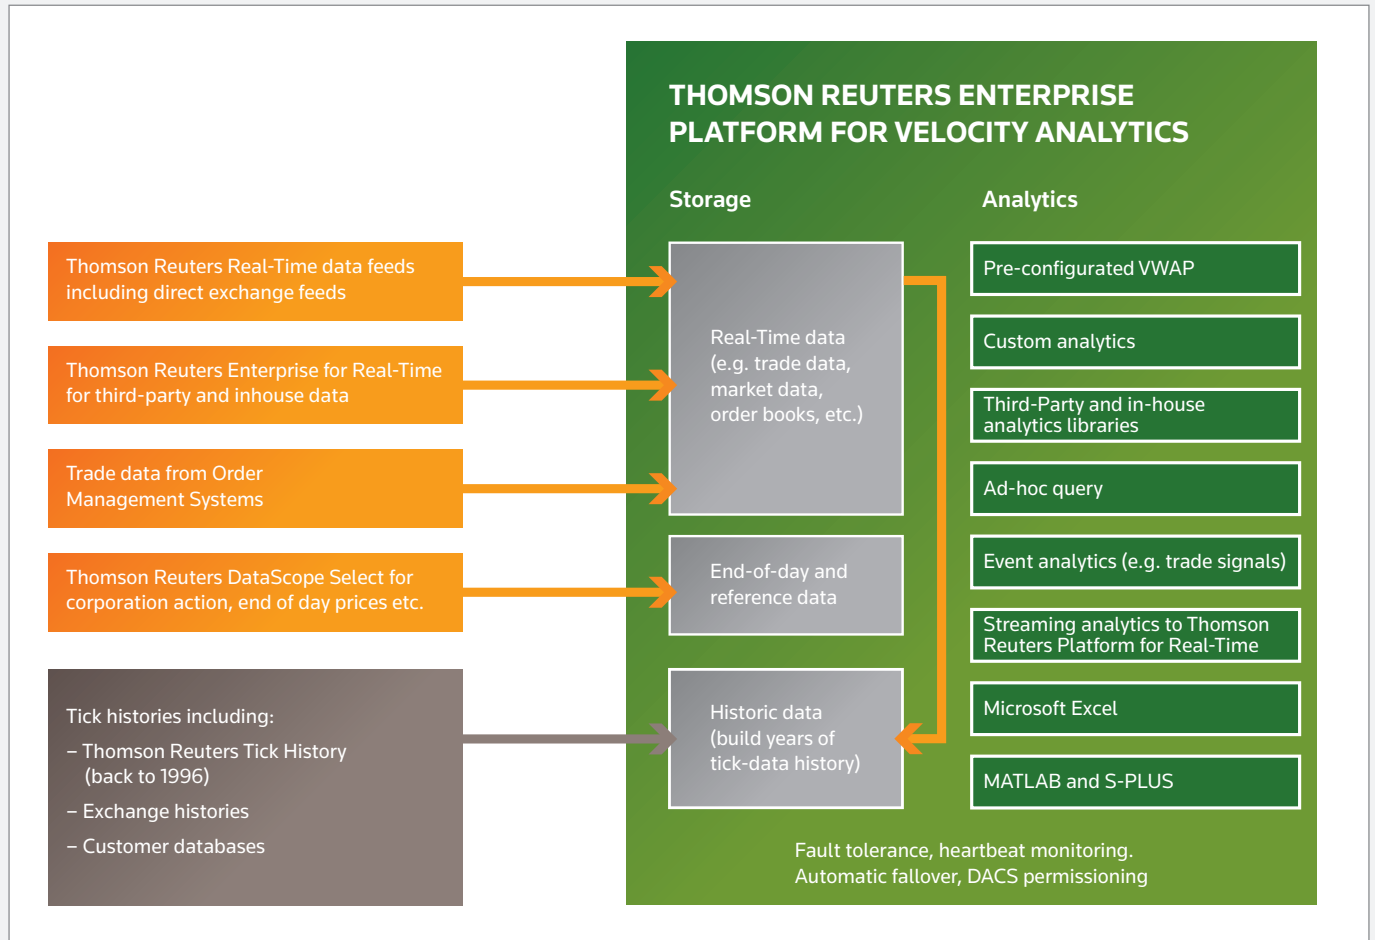 THOMSON REUTERS ENTERPRISE
PLATFORM FOR VELOCITY ANALYTICS
Storage
Analytics
Thomson Reuters Real-Time data feeds
including direct exchange feeds
Thomson Reuters Enterprise for Real-Time
for third-party and inhouse data
Trade data from Order
Management Systems
Thomson Reuters DataScope Select for
corporation action, end of day prices etc.
Tick histories including:
– Thomson Reuters Tick History
(back to 1996)
– Exchange histories
– Customer databases
Real-Time data
(e.g. trade data,
market data,
order books, etc.)
End-of-day and
reference data
Historic data
(build years of
tick-data history)
Pre-configurated VWAP
Custom analytics
Third-Party and in-house
analytics libraries
Ad-hoc query
Event analytics (e.g. trade signals)
Streaming analytics to Thomson
Reuters Platform for Real-Time
Microsoft Excel
MATLAB and S-PLUS
Fault tolerance, heartbeat monitoring.
Automatic fallover, DACS permissioning